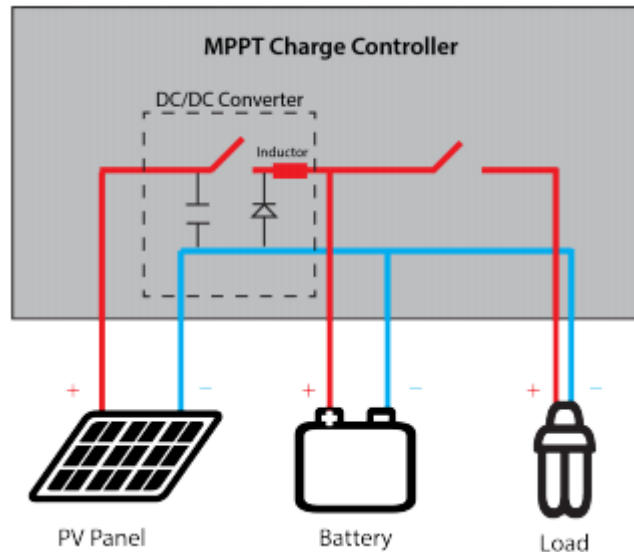 MPPT Charge Controller
DC/DC Converter
Inductor
+ − + − + −
PV Panel Battery Load